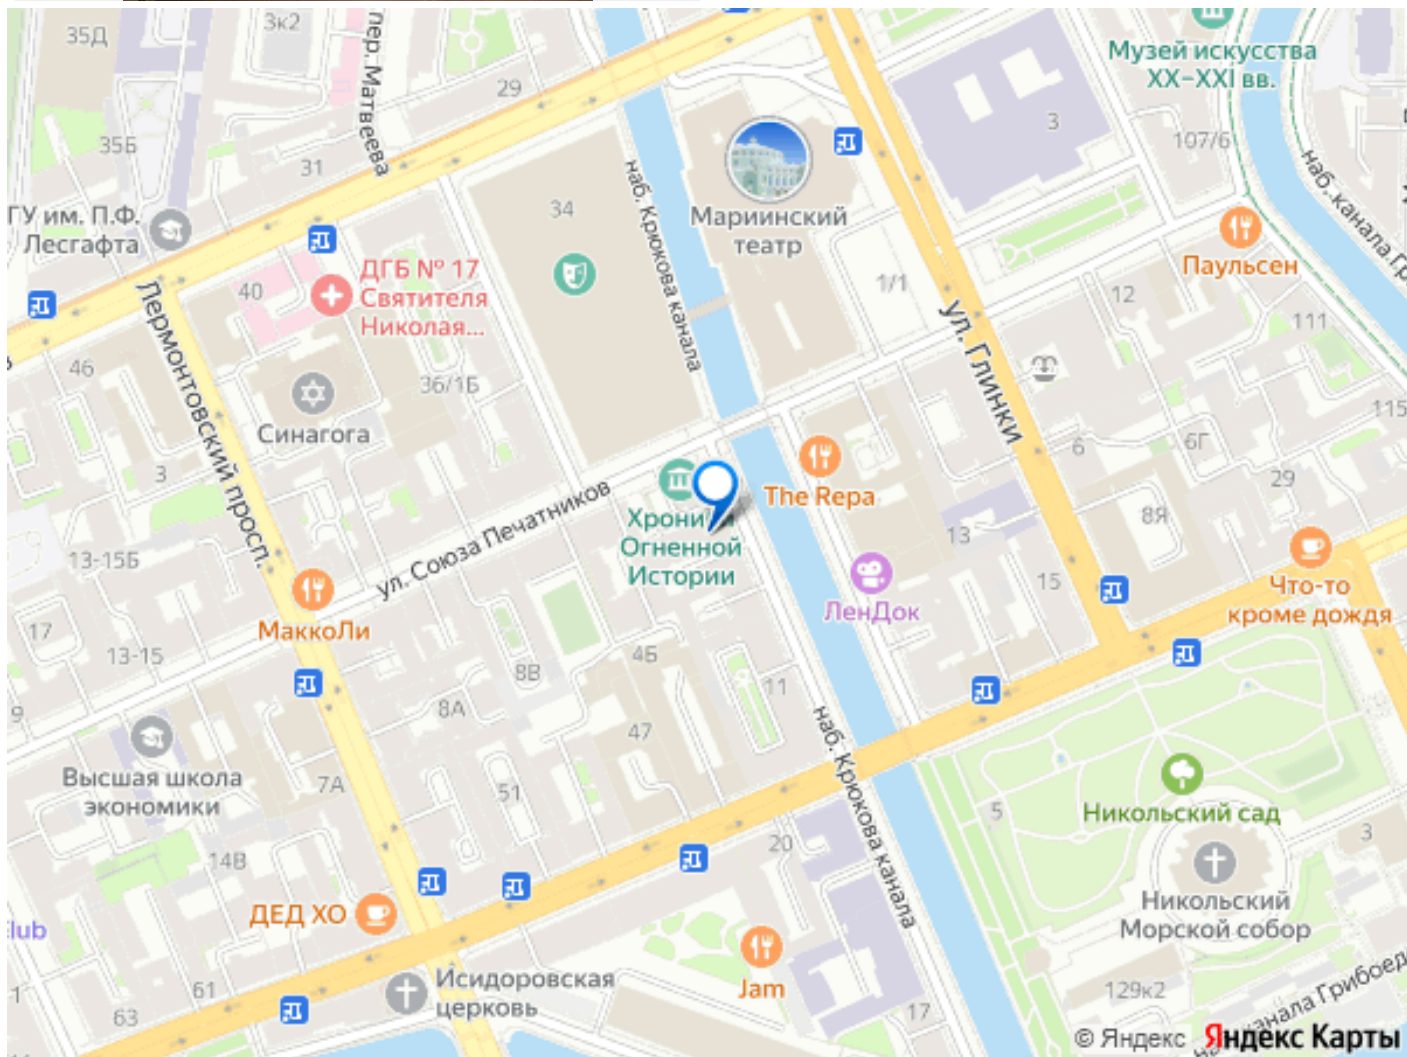 35Д
3к2
пер. Матвеева
29
35Б
31
Музей искусства
XX–XXI вв.
3
107/6
наб. канала Гр
ГУ им. П.Ф.
Лесгафта
34
наб. Крюкова канала
Мариинский
театр
1/1
Паульсен
12
111
ДГБ № 17
Святителя
Николая...
40
Лермонтовский просп.
46
36/1Б
ул. Глинки
115
Синагога
3
6
6Г
29
The Repa
Хроники
Огненной
Истории
ул. Союза Печатников
13
8Я
13-15Б
ЛенДок
15
Что-то
кроме дождя
МаккоЛи
17
13-15
8В
4Б
11
9
8А
47
наб. Крюкова канала
Высшая школа
экономики
7А
51
Никольский сад
5
3
14В
20
Никольский
Морской собор
ДЕД ХО
lub
Исидоровская
церковь
Jam
61
63
1
17
129к2
канала Грибоед
© Яндекс Яндекс Карты